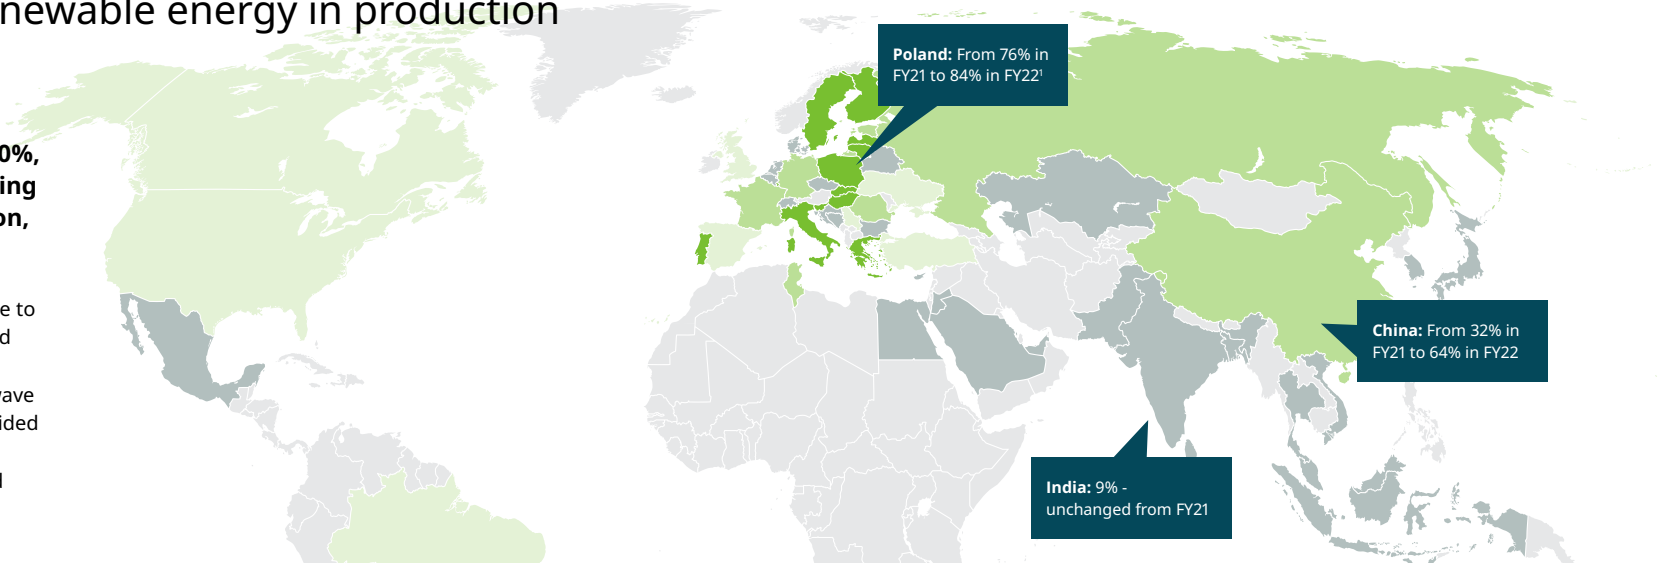 newable energy in production
0%,
ing
on,
e to
d
ave
ided
Poland: From 76% in
FY21 to 84% in FY22¹
China: From 32% in
FY21 to 64% in FY22
India: 9% -
unchanged from FY21